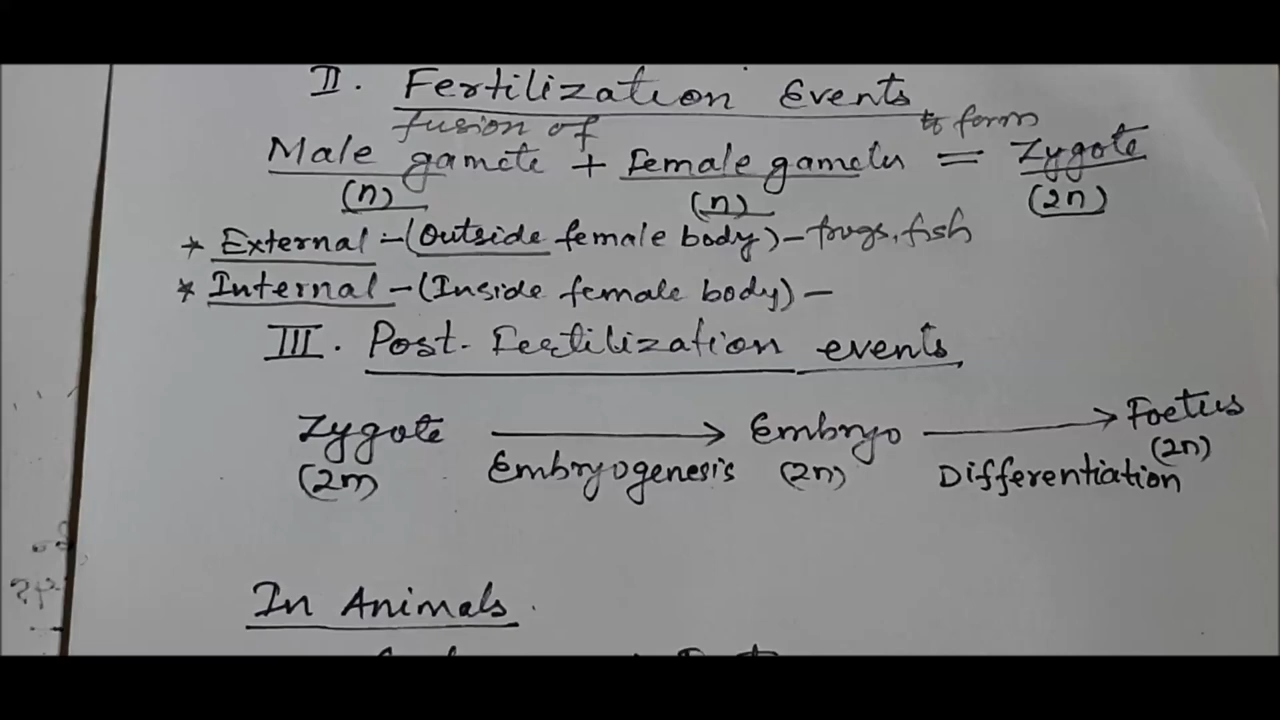 II. Fertilization Events
fusion of to form
Male gamete + Female gametes = Zygote
(n) (n) (2n)
* External - (Outside female body) - frogs, fish
* Internal - (Inside female body) -
III. Post-Fertilization events
Zygote → Embryo → Foetus
(2n) Embryogenesis (2n) Differentiation (2n)
In Animals.